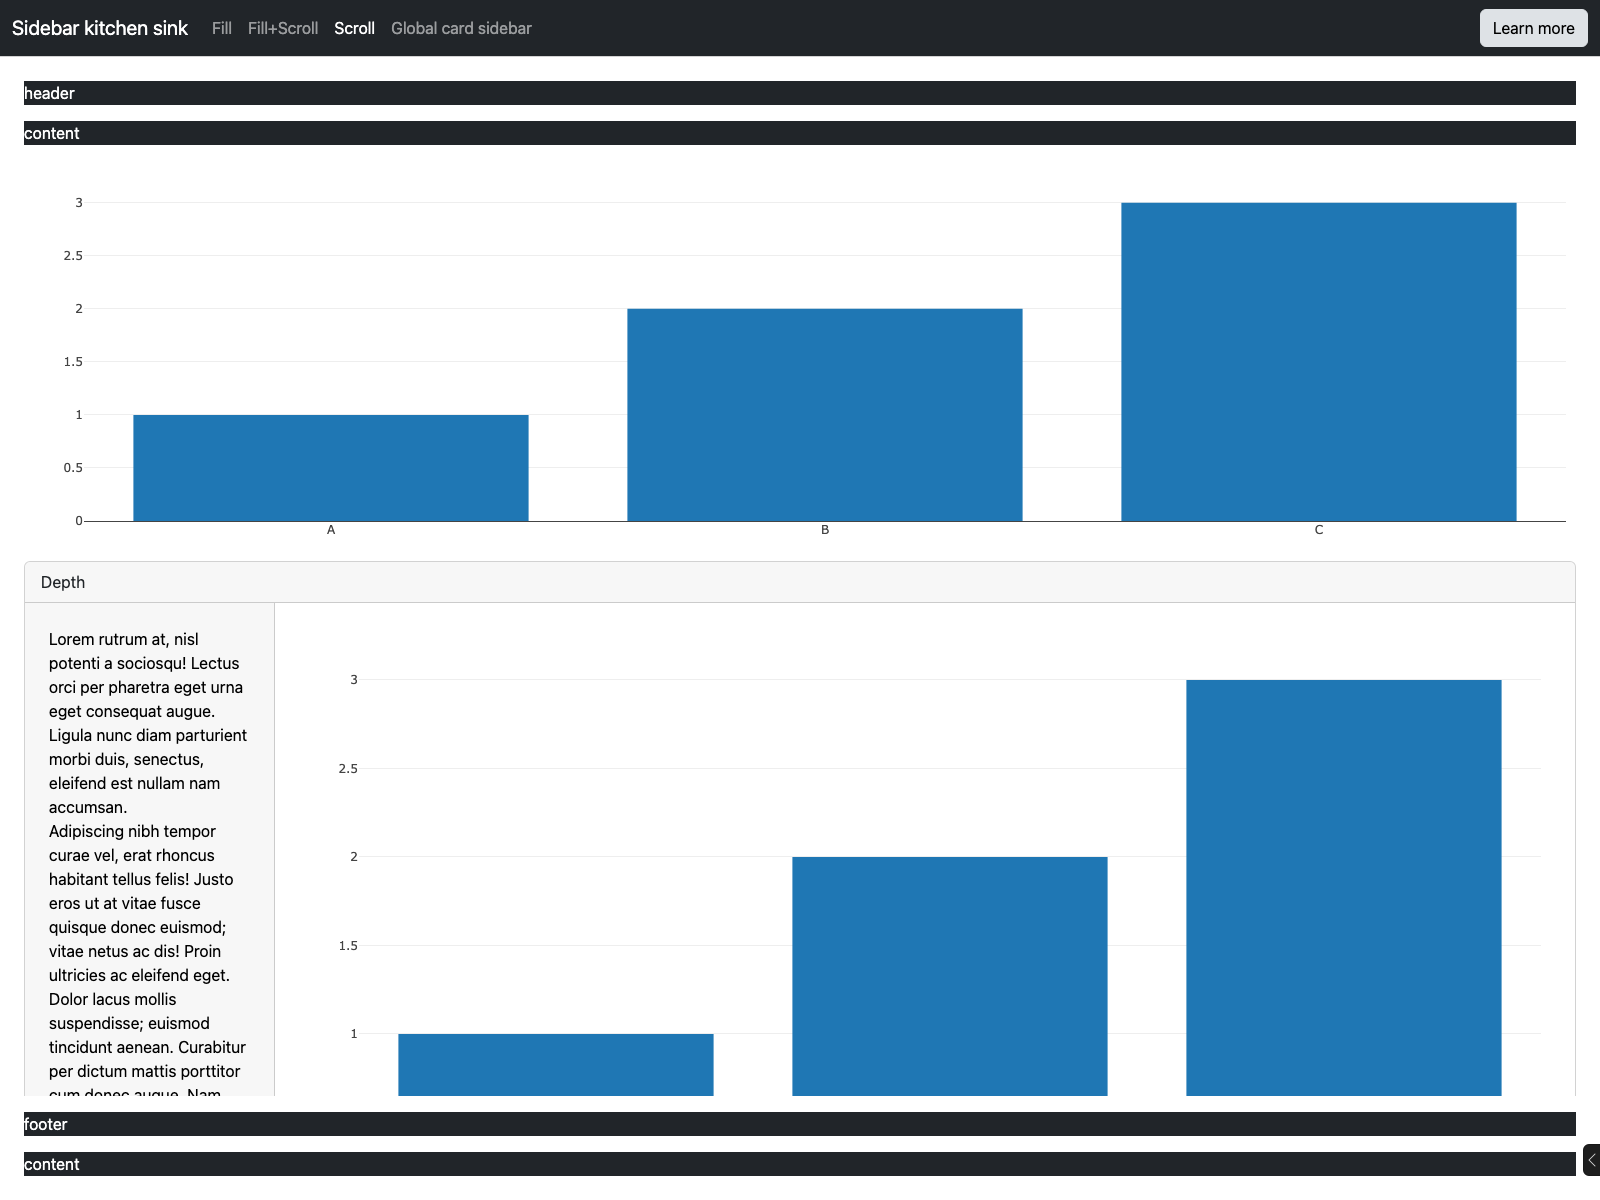 Sidebar kitchen sink Fill Fill+Scroll Scroll Global card sidebar Learn more
header
content
3
2.5
2
1.5
1
0.5
0
A B C
Depth
Lorem rutrum at, nisl
potenti a sociosqu! Lectus
orci per pharetra eget urna
eget consequat augue.
Ligula nunc diam parturient
morbi duis, senectus,
eleifend est nullam nam
accumsan.
Adipiscing nibh tempor
curae vel, erat rhoncus
habitant tellus felis! Justo
eros ut at vitae fusce
quisque donec euismod;
vitae netus ac dis! Proin
ultricies ac eleifend eget.
Dolor lacus mollis
suspendisse; euismod
tincidunt aenean. Curabitur
per dictum mattis porttitor
cum donec augue. Nam
3
2.5
2
1.5
1
footer
content